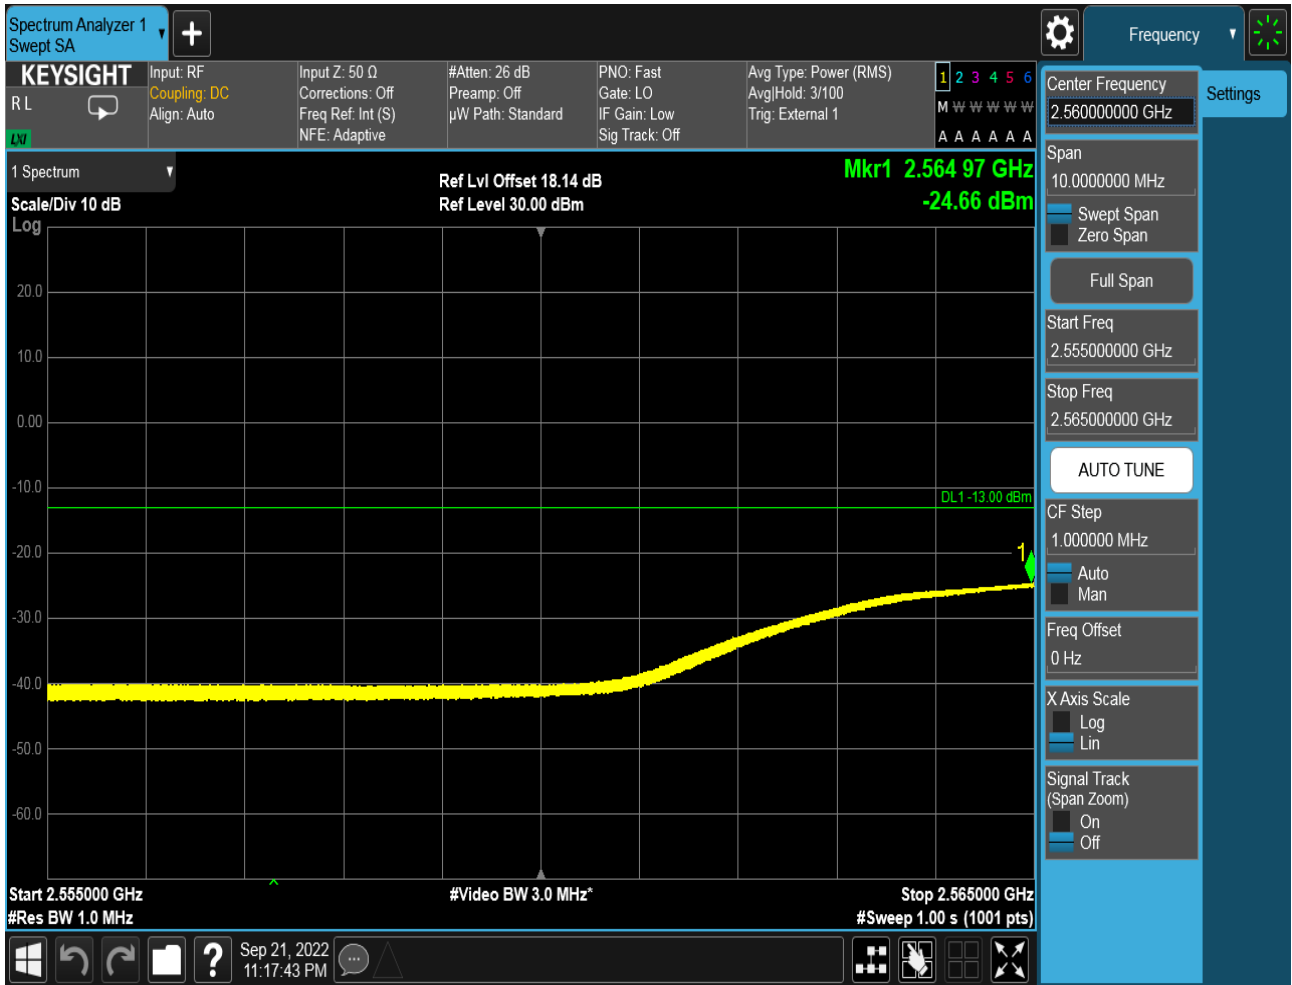 Spectrum Analyzer 1
Swept SA
Frequency
KEYSIGHT
R L
LXI
Input: RF
Coupling: DC
Align: Auto
Input Z: 50 Ω
Corrections: Off
Freq Ref: Int (S)
NFE: Adaptive
#Atten: 26 dB
Preamp: Off
µW Path: Standard
PNO: Fast
Gate: LO
IF Gain: Low
Sig Track: Off
Avg Type: Power (RMS)
Avg|Hold: 3/100
Trig: External 1
1 2 3 4 5 6
M W W W W W
A A A A A A
1 Spectrum
Scale/Div 10 dB
Log
Ref Lvl Offset 18.14 dB
Ref Level 30.00 dBm
Mkr1 2.564 97 GHz
-24.66 dBm
20.0
10.0
0.00
-10.0
DL1 -13.00 dBm
-20.0
1
-30.0
-40.0
-50.0
-60.0
Start 2.555000 GHz
#Res BW 1.0 MHz
#Video BW 3.0 MHz*
Stop 2.565000 GHz
#Sweep 1.00 s (1001 pts)
Sep 21, 2022
11:17:43 PM
?
Center Frequency
2.560000000 GHz
Settings
Span
10.0000000 MHz
Swept Span
Zero Span
Full Span
Start Freq
2.555000000 GHz
Stop Freq
2.565000000 GHz
AUTO TUNE
CF Step
1.000000 MHz
Auto
Man
Freq Offset
0 Hz
X Axis Scale
Log
Lin
Signal Track
(Span Zoom)
On
Off